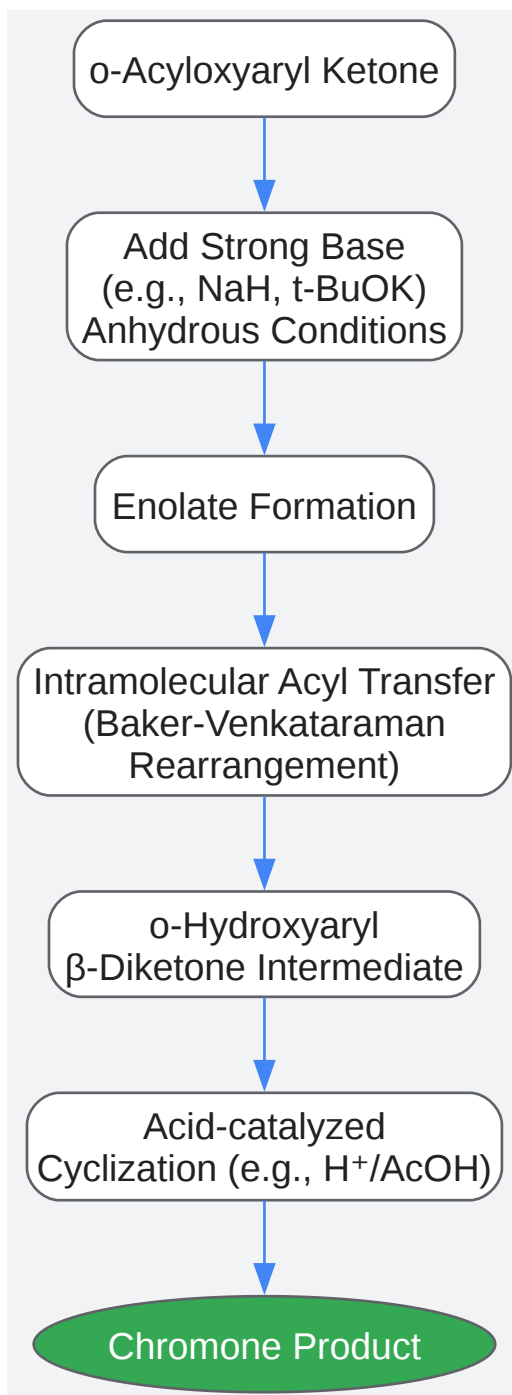 o-Acyloxyaryl Ketone
Add Strong Base
(e.g., NaH, t-BuOK)
Anhydrous Conditions
Enolate Formation
Intramolecular Acyl Transfer
(Baker-Venkataraman
Rearrangement)
o-Hydroxyaryl
β-Diketone Intermediate
Acid-catalyzed
Cyclization (e.g., H⁺/AcOH)
Chromone Product